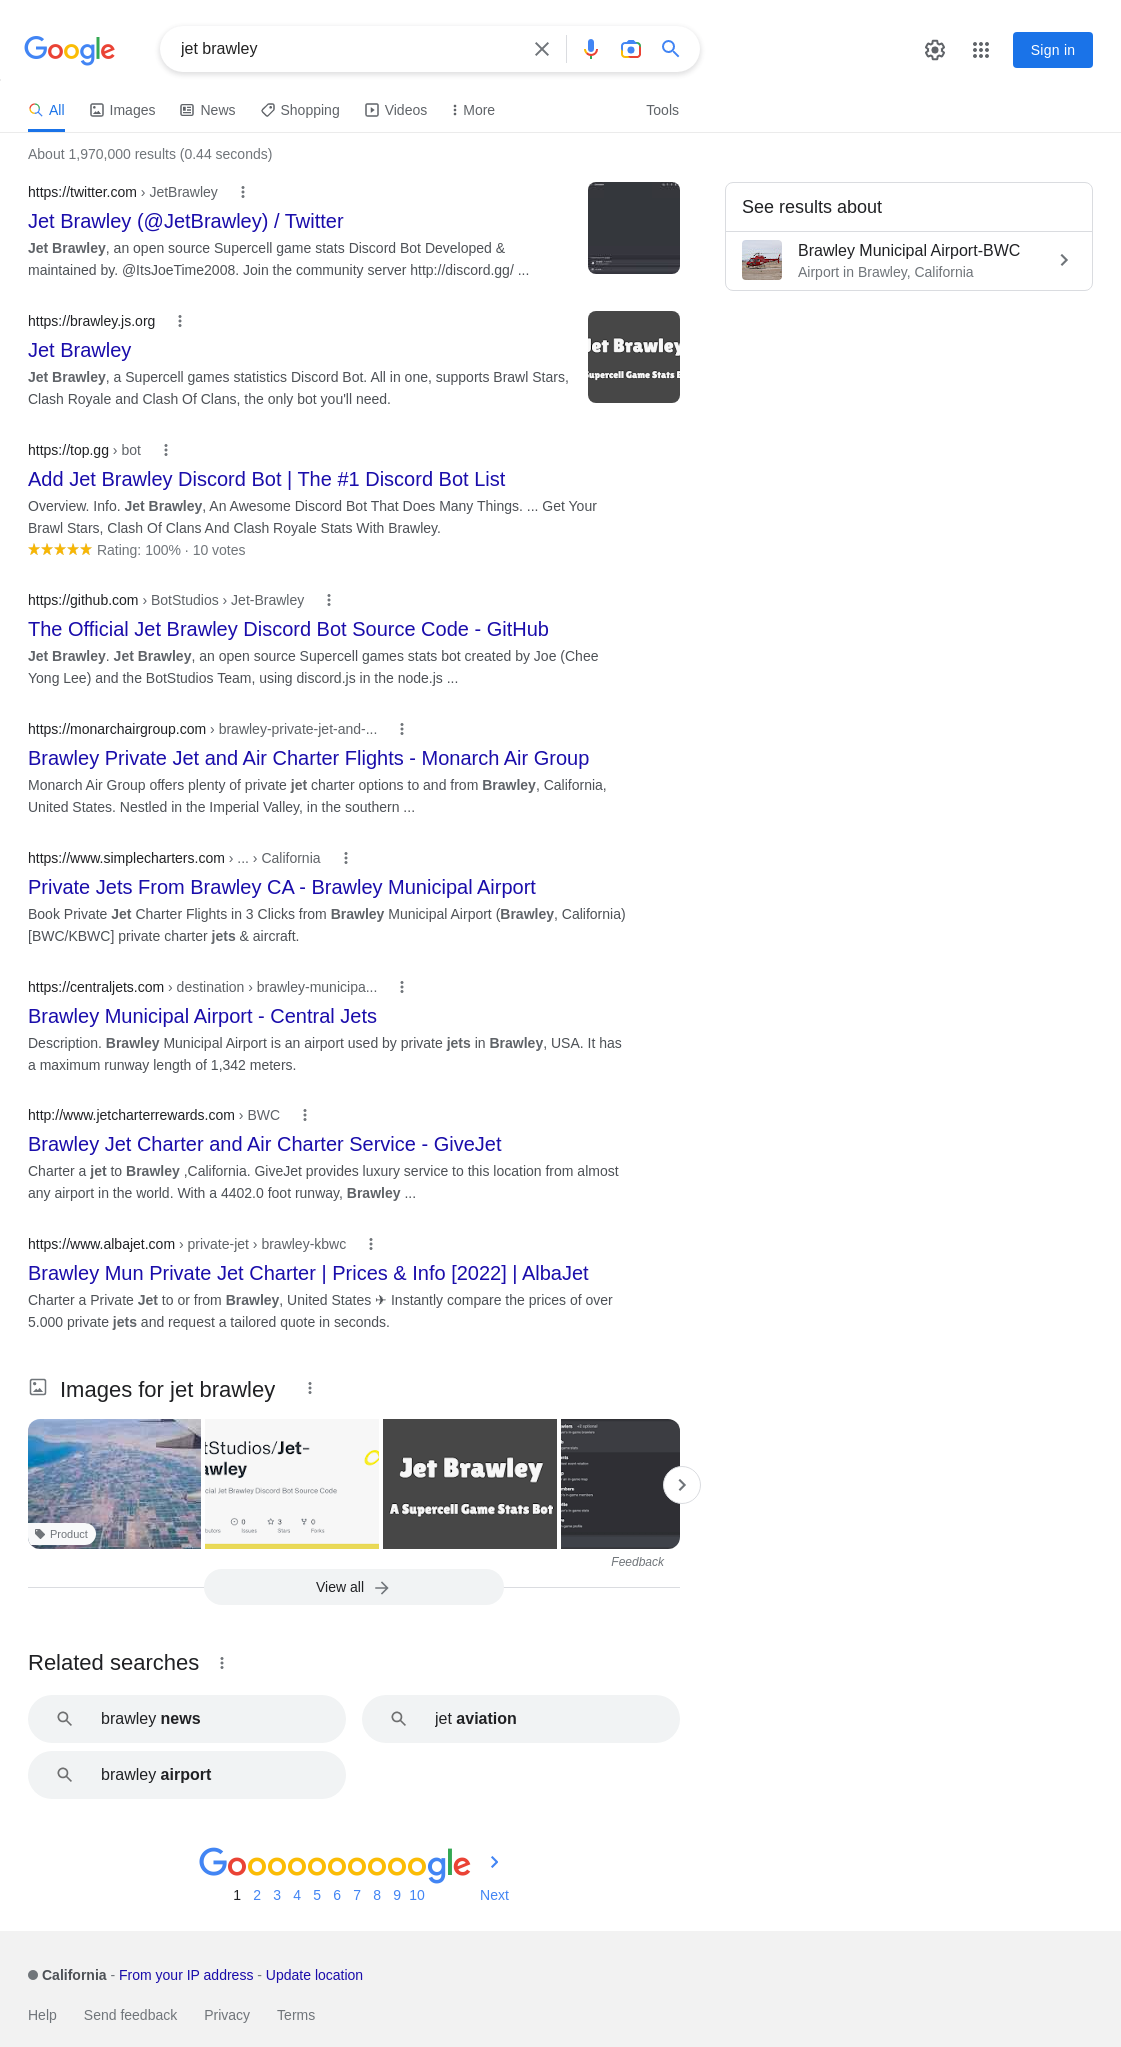 Google
jet brawley
Sign in
All
Images
News
Shopping
Videos
More
Tools
About 1,970,000 results (0.44 seconds)
https://twitter.com › JetBrawley
Jet Brawley (@JetBrawley) / Twitter
Jet Brawley, an open source Supercell game stats Discord Bot Developed &
maintained by. @ItsJoeTime2008. Join the community server http://discord.gg/ ...
See results about
Brawley Municipal Airport-BWC
Airport in Brawley, California
https://brawley.js.org
Jet Brawley
Jet Brawley, a Supercell games statistics Discord Bot. All in one, supports Brawl Stars,
Clash Royale and Clash Of Clans, the only bot you'll need.
Jet Brawley
Supercell Game Stats B
https://top.gg › bot
Add Jet Brawley Discord Bot | The #1 Discord Bot List
Overview. Info. Jet Brawley, An Awesome Discord Bot That Does Many Things. ... Get Your
Brawl Stars, Clash Of Clans And Clash Royale Stats With Brawley.
Rating: 100% · 10 votes
https://github.com › BotStudios › Jet-Brawley
The Official Jet Brawley Discord Bot Source Code - GitHub
Jet Brawley. Jet Brawley, an open source Supercell games stats bot created by Joe (Chee
Yong Lee) and the BotStudios Team, using discord.js in the node.js ...
https://monarchairgroup.com › brawley-private-jet-and-...
Brawley Private Jet and Air Charter Flights - Monarch Air Group
Monarch Air Group offers plenty of private jet charter options to and from Brawley, California,
United States. Nestled in the Imperial Valley, in the southern ...
https://www.simplecharters.com › ... › California
Private Jets From Brawley CA - Brawley Municipal Airport
Book Private Jet Charter Flights in 3 Clicks from Brawley Municipal Airport (Brawley, California)
[BWC/KBWC] private charter jets & aircraft.
https://centraljets.com › destination › brawley-municipa...
Brawley Municipal Airport - Central Jets
Description. Brawley Municipal Airport is an airport used by private jets in Brawley, USA. It has
a maximum runway length of 1,342 meters.
http://www.jetcharterrewards.com › BWC
Brawley Jet Charter and Air Charter Service - GiveJet
Charter a jet to Brawley ,California. GiveJet provides luxury service to this location from almost
any airport in the world. With a 4402.0 foot runway, Brawley ...
https://www.albajet.com › private-jet › brawley-kbwc
Brawley Mun Private Jet Charter | Prices & Info [2022] | AlbaJet
Charter a Private Jet to or from Brawley, United States ✈ Instantly compare the prices of over
5.000 private jets and request a tailored quote in seconds.
Images for jet brawley
Product
tStudios/Jet-
awley
cial Jet Brawley Discord Bot Source Code
0
3
0
Issues
Stars
Forks
Jet Brawley
A Supercell Game Stats Bot
Feedback
View all
Related searches
brawley news
jet aviation
brawley airport
Goooooooooogle
1 2 3 4 5 6 7 8 9 10 Next
California - From your IP address - Update location
Help Send feedback Privacy Terms